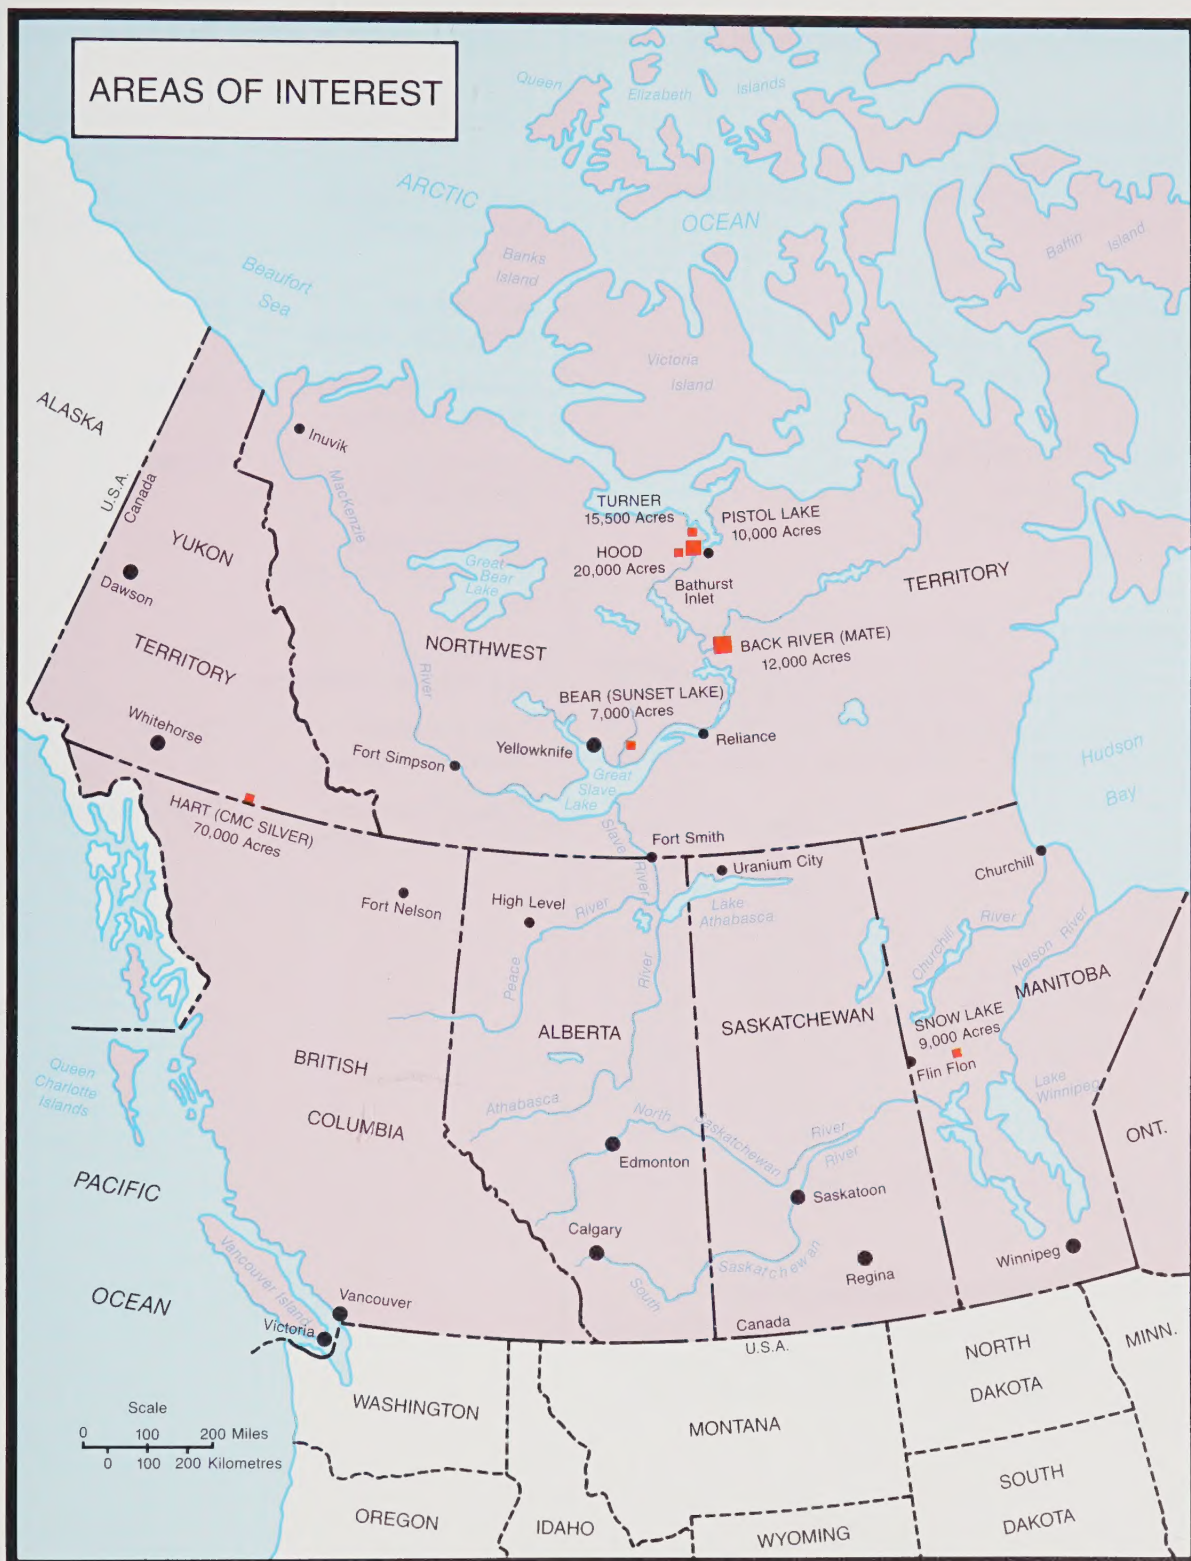 AREAS OF INTEREST
Queen
Elizabeth
Islands
ARCTIC
OCEAN
Beaufort
Sea
Banks
Island
Baffin
Island
Victoria
Island
ALASKA
U.S.A.
Canada
Inuvik
MacKenzie
YUKON
Dawson
TERRITORY
Whitehorse
TURNER
15,500 Acres
PISTOL LAKE
10,000 Acres
HOOD
20,000 Acres
Bathurst
Inlet
Great
Bear
Lake
NORTHWEST
TERRITORY
BACK RIVER (MATE)
12,000 Acres
River
BEAR (SUNSET LAKE)
7,000 Acres
Yellowknife
Reliance
Fort Simpson
Great
Slave
Lake
Hudson
Bay
HART (CMC SILVER)
70,000 Acres
Slave
River
Fort Smith
Uranium City
Churchill
Fort Nelson
High Level
River
Peace
Lake
Athabasca
River
Churchill
River
Nelson River
MANITOBA
ALBERTA
SASKATCHEWAN
SNOW LAKE
9,000 Acres
Flin Flon
BRITISH
COLUMBIA
Queen
Charlotte
Islands
Athabasca
Lake
Winnipeg
North
Saskatchewan
River
River
ONT.
Edmonton
PACIFIC
OCEAN
Saskatoon
Calgary
Vancouver Island
South
Saskatchewan
Regina
Winnipeg
Vancouver
Victoria
Canada
U.S.A.
NORTH
DAKOTA
MINN.
WASHINGTON
MONTANA
Scale
0 100 200 Miles
0 100 200 Kilometres
SOUTH
DAKOTA
OREGON
IDAHO
WYOMING